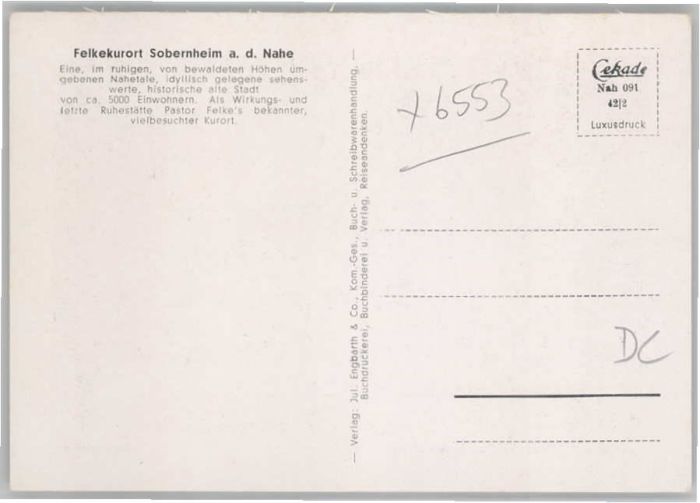 Felkekurort Sobernheim a. d. Nahe
Eine, im ruhigen, von bewaldeten Höhen um-
gebenen Nahetale, idyllisch gelegene sehens-
werte, historische alte Stadt
von ca. 5000 Einwohnern. Als Wirkungs- und
letzte Ruhestätte Pastor Felke's bekannter,
vielbesuchter Kurort.
— Verlag: Jul. Engbarth & Co., Kom.-Ges., Buch- u. Schreibwarenhandlung, —
Buchdruckerei, Buchbinderei u. Verlag, Reiseandenken.
x6553
Cekade
Nah 091
42|2
Luxusdruck
DC